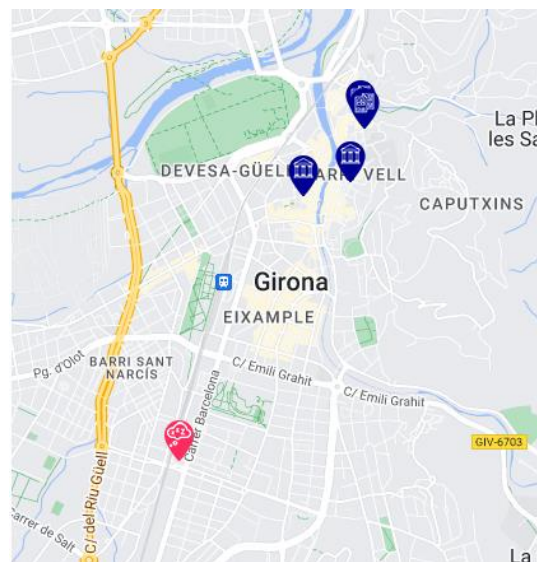 La Pl
les Sa
DEVESA-GÜELL
VELL
CAPUTXINS
Girona
EIXAMPLE
Pg. d'Olot
BARRI SANT
NARCÍS
C/ Emili Grahit
C/ Emili Grahit
Carrer Barcelona
GIV-6703
C/ del Riu Güell
Carrer de Salt
La